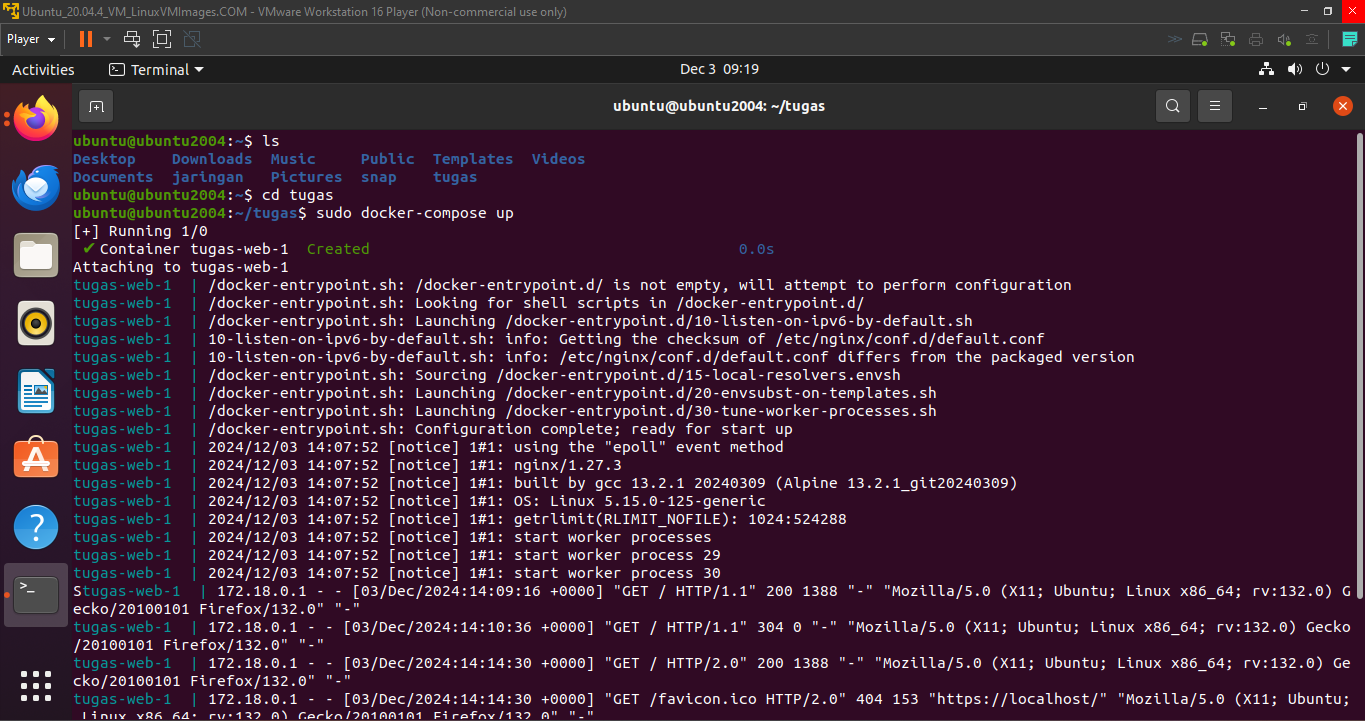 Ubuntu_20.04.4_VM_LinuxVMImages.COM - VMware Workstation 16 Player (Non-commercial use only)
Player
Activities Terminal Dec 3 09:19
ubuntu@ubuntu2004: ~/tugas
ubuntu@ubuntu2004:~$ ls
Desktop Downloads Music Public Templates Videos
Documents jaringan Pictures snap tugas
ubuntu@ubuntu2004:~$ cd tugas
ubuntu@ubuntu2004:~/tugas$ sudo docker-compose up
[+] Running 1/0
✔ Container tugas-web-1 Created 0.0s
Attaching to tugas-web-1
tugas-web-1 | /docker-entrypoint.sh: /docker-entrypoint.d/ is not empty, will attempt to perform configuration
tugas-web-1 | /docker-entrypoint.sh: Looking for shell scripts in /docker-entrypoint.d/
tugas-web-1 | /docker-entrypoint.sh: Launching /docker-entrypoint.d/10-listen-on-ipv6-by-default.sh
tugas-web-1 | 10-listen-on-ipv6-by-default.sh: info: Getting the checksum of /etc/nginx/conf.d/default.conf
tugas-web-1 | 10-listen-on-ipv6-by-default.sh: info: /etc/nginx/conf.d/default.conf differs from the packaged version
tugas-web-1 | /docker-entrypoint.sh: Sourcing /docker-entrypoint.d/15-local-resolvers.envsh
tugas-web-1 | /docker-entrypoint.sh: Launching /docker-entrypoint.d/20-envsubst-on-templates.sh
tugas-web-1 | /docker-entrypoint.sh: Launching /docker-entrypoint.d/30-tune-worker-processes.sh
tugas-web-1 | /docker-entrypoint.sh: Configuration complete; ready for start up
tugas-web-1 | 2024/12/03 14:07:52 [notice] 1#1: using the "epoll" event method
tugas-web-1 | 2024/12/03 14:07:52 [notice] 1#1: nginx/1.27.3
tugas-web-1 | 2024/12/03 14:07:52 [notice] 1#1: built by gcc 13.2.1 20240309 (Alpine 13.2.1_git20240309)
tugas-web-1 | 2024/12/03 14:07:52 [notice] 1#1: OS: Linux 5.15.0-125-generic
tugas-web-1 | 2024/12/03 14:07:52 [notice] 1#1: getrlimit(RLIMIT_NOFILE): 1024:524288
tugas-web-1 | 2024/12/03 14:07:52 [notice] 1#1: start worker processes
tugas-web-1 | 2024/12/03 14:07:52 [notice] 1#1: start worker process 29
tugas-web-1 | 2024/12/03 14:07:52 [notice] 1#1: start worker process 30
Stugas-web-1 | 172.18.0.1 - - [03/Dec/2024:14:09:16 +0000] "GET / HTTP/1.1" 200 1388 "-" "Mozilla/5.0 (X11; Ubuntu; Linux x86_64; rv:132.0) G
ecko/20100101 Firefox/132.0" "-"
tugas-web-1 | 172.18.0.1 - - [03/Dec/2024:14:10:36 +0000] "GET / HTTP/1.1" 304 0 "-" "Mozilla/5.0 (X11; Ubuntu; Linux x86_64; rv:132.0) Gecko
/20100101 Firefox/132.0" "-"
tugas-web-1 | 172.18.0.1 - - [03/Dec/2024:14:14:30 +0000] "GET / HTTP/2.0" 200 1388 "-" "Mozilla/5.0 (X11; Ubuntu; Linux x86_64; rv:132.0) Ge
cko/20100101 Firefox/132.0" "-"
tugas-web-1 | 172.18.0.1 - - [03/Dec/2024:14:14:30 +0000] "GET /favicon.ico HTTP/2.0" 404 153 "https://localhost/" "Mozilla/5.0 (X11; Ubuntu;
Linux x86_64; rv:132.0) Gecko/20100101 Firefox/132.0" "-"